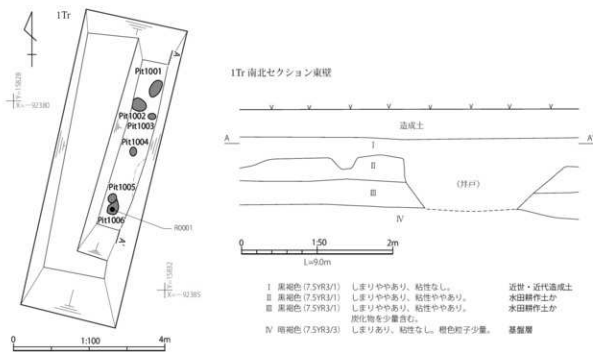 1Tr
A
Pit1001
Pit1002
Pit1003
Pit1004
Pit1005
Pit1006
R0001
A'
X=-92380
X=-92385
0 1:100 4m
1Tr 南北セクション東壁
造成土
A A'
I
II
(井戸)
III
IV
0 1:50 2m
L=9.0m
I 黒褐色 (7.5YR3/1) しまりややあり、粘性なし。 近世・近代造成土
II 黒褐色 (7.5YR3/1) しまりややあり、粘性ややあり。 水田耕作土か
III 黒褐色 (7.5YR3/1) しまりややあり、粘性ややあり。 水田耕作土か
炭化物を少量含む。
IV 暗褐色 (7.5YR3/3) しまりあり、粘性なし。橙色粒子少量。 基盤層